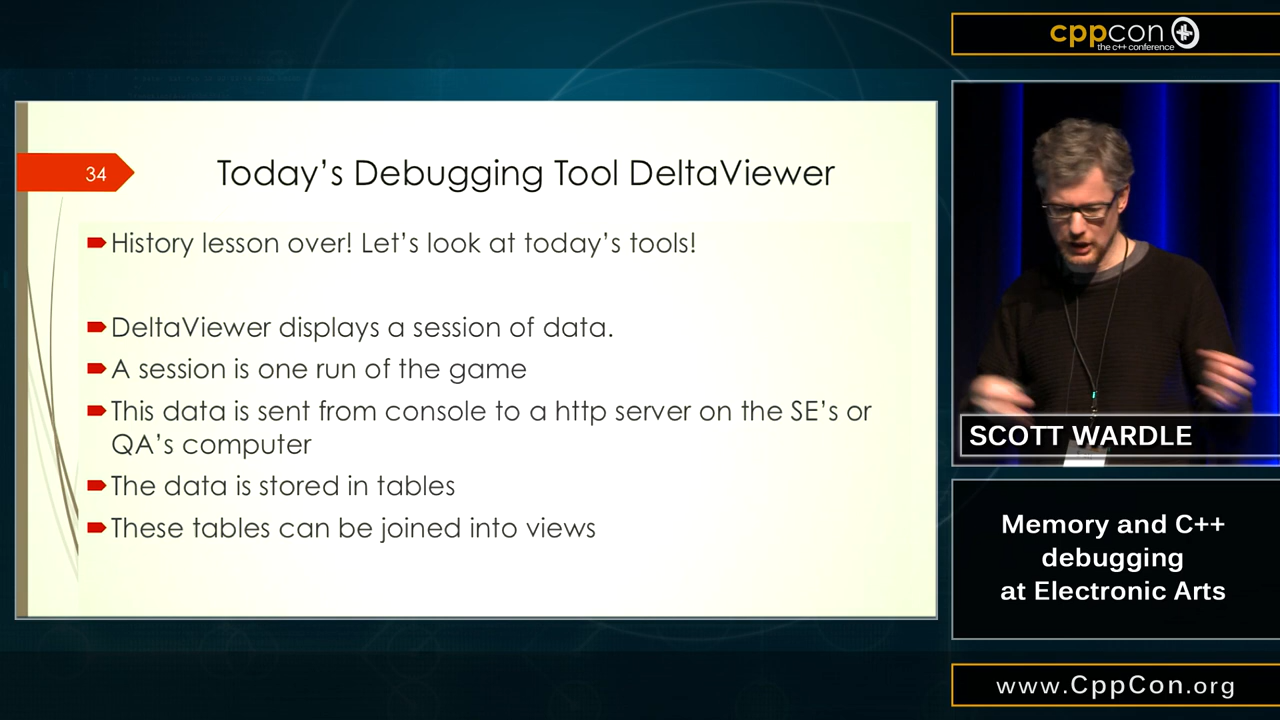 cppcon
the c++ conference
34
Today's Debugging Tool DeltaViewer
History lesson over! Let's look at today's tools!
DeltaViewer displays a session of data.
A session is one run of the game
This data is sent from console to a http server on the SE's or
QA's computer
The data is stored in tables
These tables can be joined into views
SCOTT WARDLE
Memory and C++
debugging
at Electronic Arts
www.CppCon.org